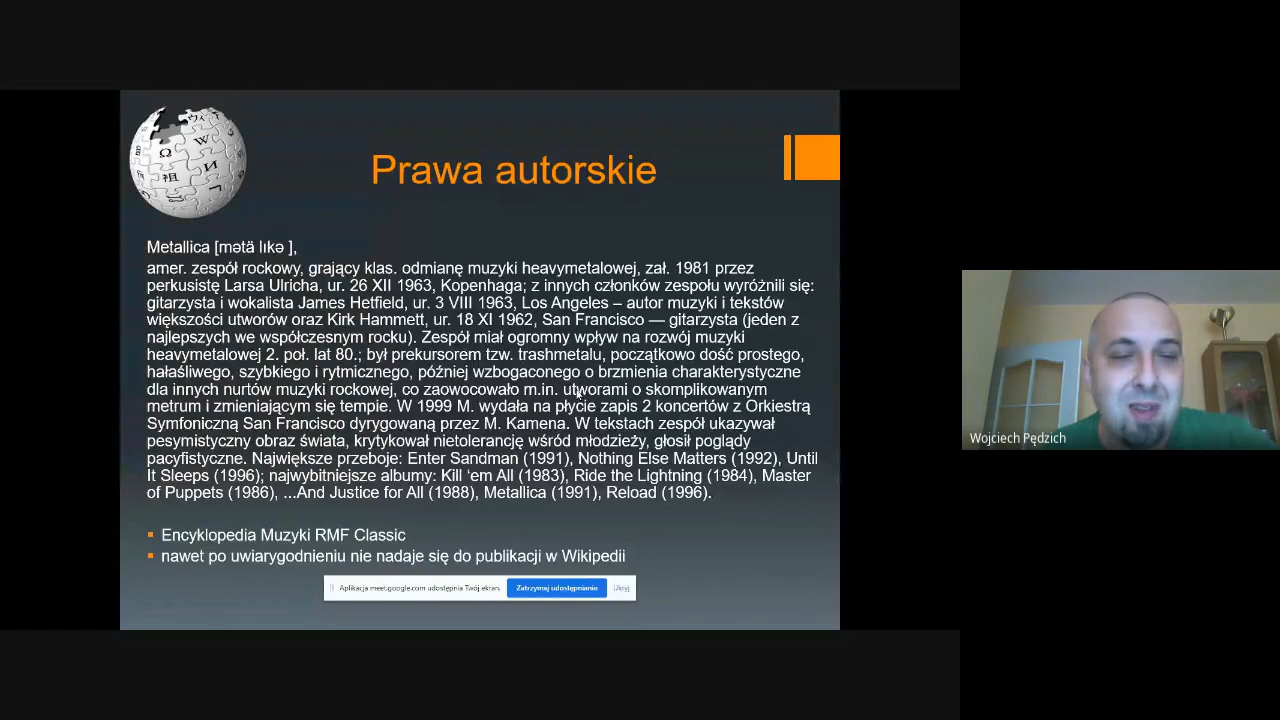 Prawa autorskie
Metallica [mətä lıkə ],
amer. zespół rockowy, grający klas. odmianę muzyki heavymetalowej, zał. 1981 przez
perkusistę Larsa Ulricha, ur. 26 XII 1963, Kopenhaga; z innych członków zespołu wyróżnili się:
gitarzysta i wokalista James Hetfield, ur. 3 VIII 1963, Los Angeles – autor muzyki i tekstów
większości utworów oraz Kirk Hammett, ur. 18 XI 1962, San Francisco — gitarzysta (jeden z
najlepszych we współczesnym rocku). Zespół miał ogromny wpływ na rozwój muzyki
heavymetalowej 2. poł. lat 80.; był prekursorem tzw. trashmetalu, początkowo dość prostego,
hałaśliwego, szybkiego i rytmicznego, później wzbogaconego o brzmienia charakterystyczne
dla innych nurtów muzyki rockowej, co zaowocowało m.in. utworami o skomplikowanym
metrum i zmieniającym się tempie. W 1999 M. wydała na płycie zapis 2 koncertów z Orkiestrą
Symfoniczną San Francisco dyrygowaną przez M. Kamena. W tekstach zespół ukazywał
pesymistyczny obraz świata, krytykował nietolerancję wśród młodzieży, głosił poglądy
pacyfistyczne. Największe przeboje: Enter Sandman (1991), Nothing Else Matters (1992), Until
It Sleeps (1996); najwybitniejsze albumy: Kill ‘em All (1983), Ride the Lightning (1984), Master
of Puppets (1986), ...And Justice for All (1988), Metallica (1991), Reload (1996).
Encyklopedia Muzyki RMF Classic
nawet po uwiarygodnieniu nie nadaje się do publikacji w Wikipedii
Aplikacja meet.google.com udostępnia Twój ekran. Zatrzymaj udostępnianie Ukryj
Wojciech Pędzich
Ω W И 祖